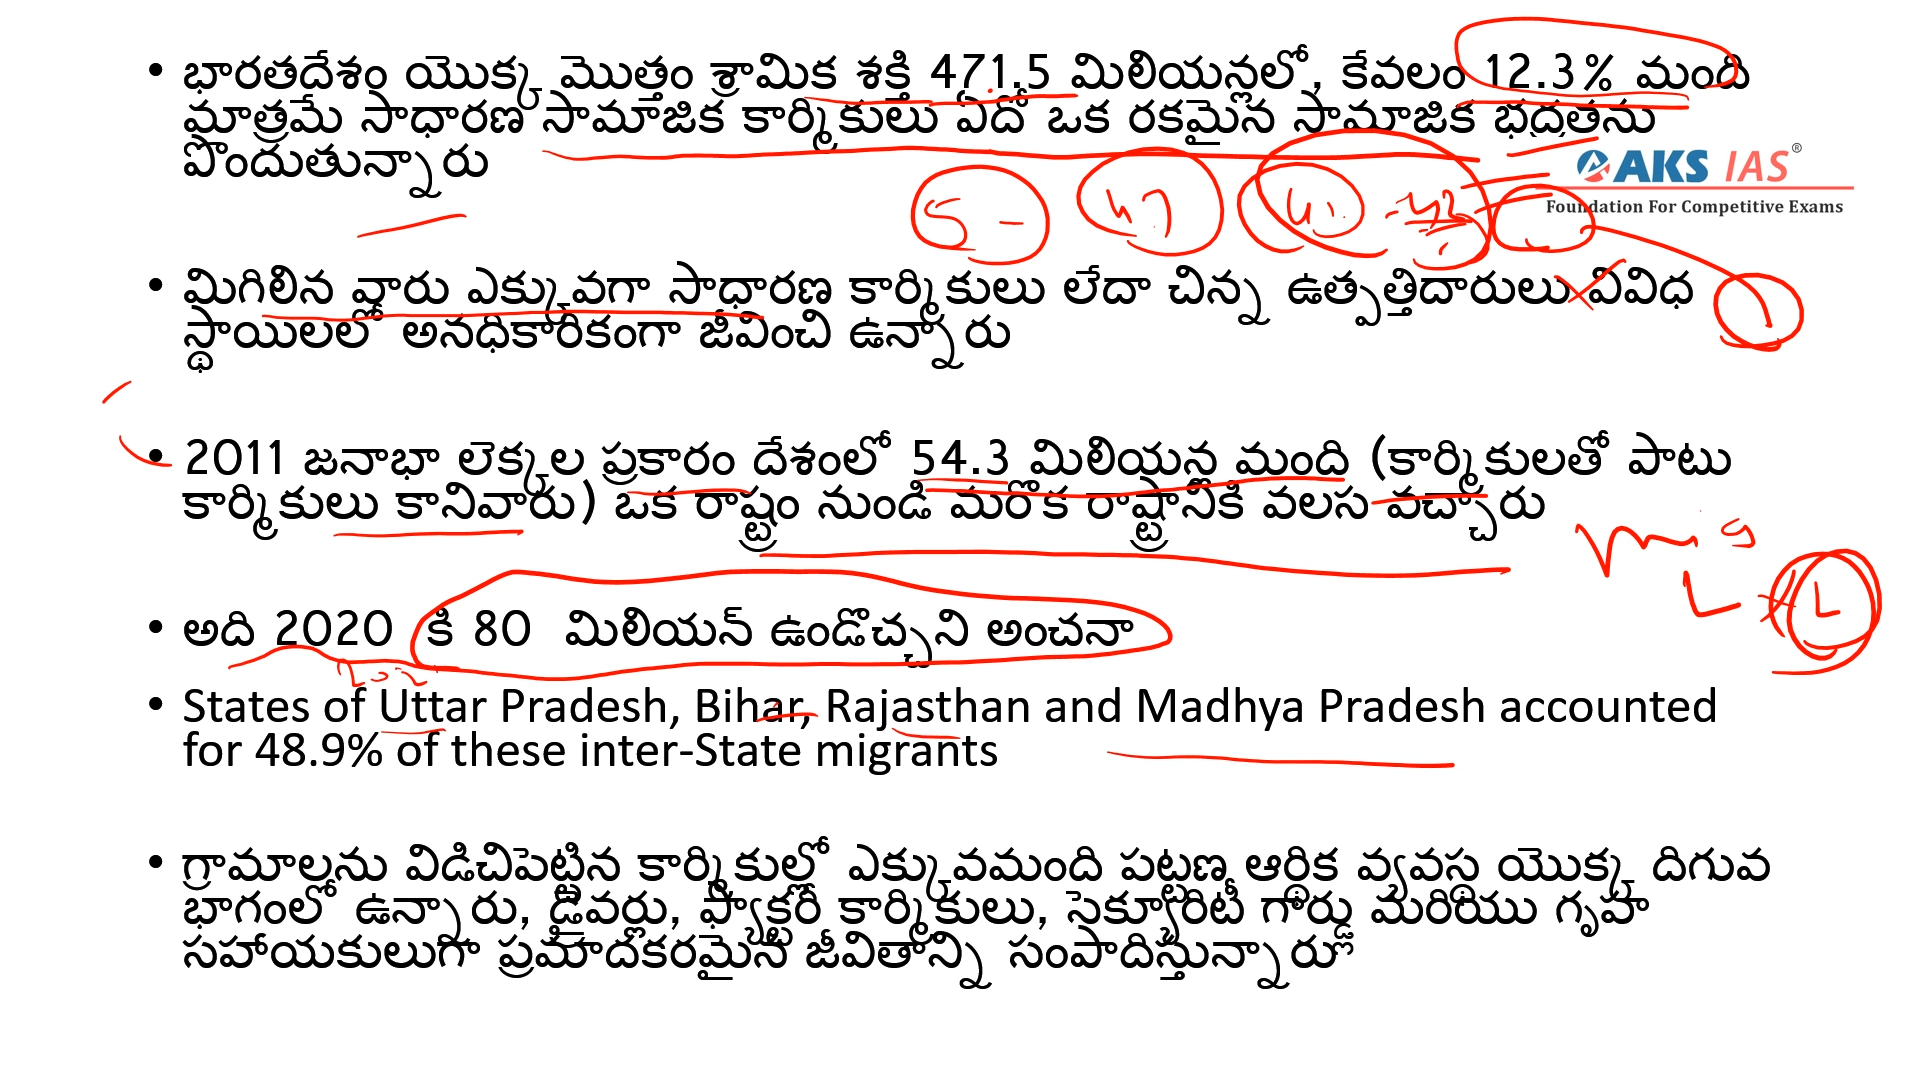 • భారతదేశం యొక్క మొత్తం శ్రామిక శక్తి 471.5 మిలియన్లలో, కేవలం 12.3% మంది
మాత్రమే సాధారణ సామాజిక కార్మికులు ఏదో ఒక రకమైన సామాజిక భద్రతను
పొందుతున్నారు
AKS IAS®
Foundation For Competitive Exams
5 -
47
• మిగిలిన వారు ఎక్కువగా సాధారణ కార్మికులు లేదా చిన్న ఉత్పత్తిదారులు వివిధ
స్థాయిలలో అనధికారికంగా జీవించి ఉన్నారు
• 2011 జనాభా లెక్కల ప్రకారం దేశంలో 54.3 మిలియన్ల మంది (కార్మికులతో పాటు
కార్మికులు కానివారు) ఒక రాష్ట్రం నుండి మరొక రాష్ట్రానికి వలస వచ్చారు
mig
L
L
• అది 2020 కి 80 మిలియన్ ఉండొచ్చని అంచనా
• States of Uttar Pradesh, Bihar, Rajasthan and Madhya Pradesh accounted
for 48.9% of these inter-State migrants
• గ్రామాలను విడిచిపెట్టిన కార్మికుల్లో ఎక్కువమంది పట్టణ ఆర్థిక వ్యవస్థ యొక్క దిగువ
భాగంలో ఉన్నారు, డ్రైవర్లు, ఫ్యాక్టరీ కార్మికులు, సెక్యూరిటీ గార్డ్లు మరియు గృహ
సహాయకులుగా ప్రమాదకరమైన జీవితాన్ని సంపాదిస్తున్నారు